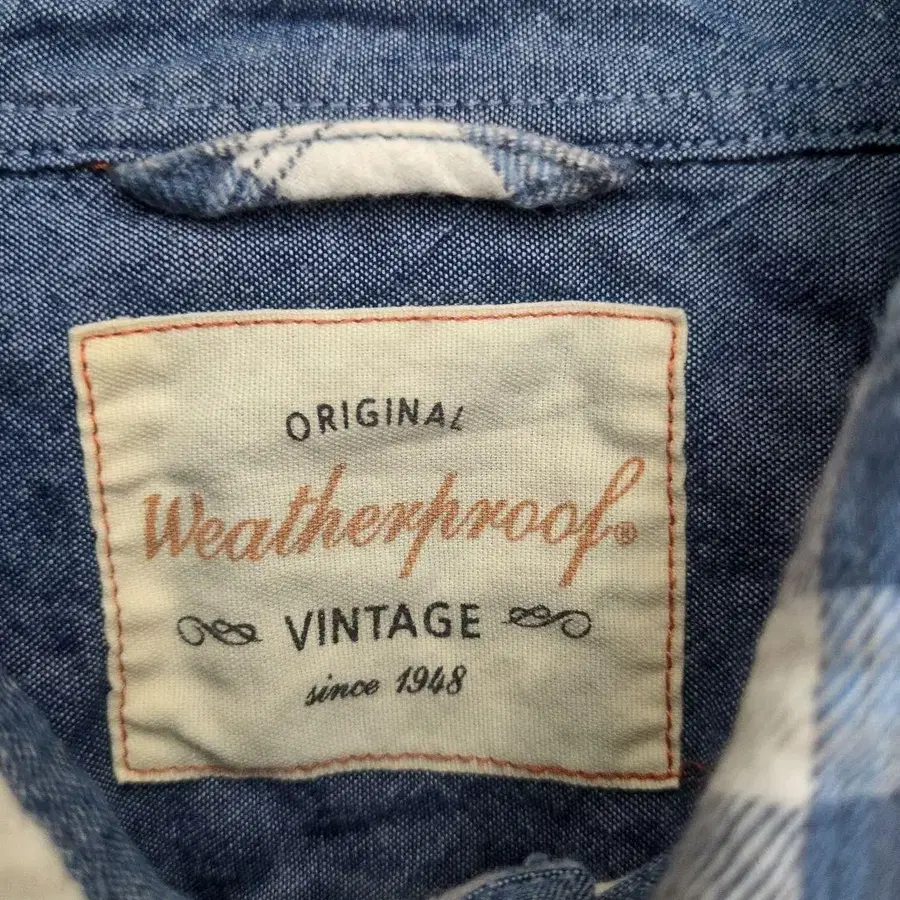 ORIGINAL
Weatherproof®
VINTAGE
since 1948